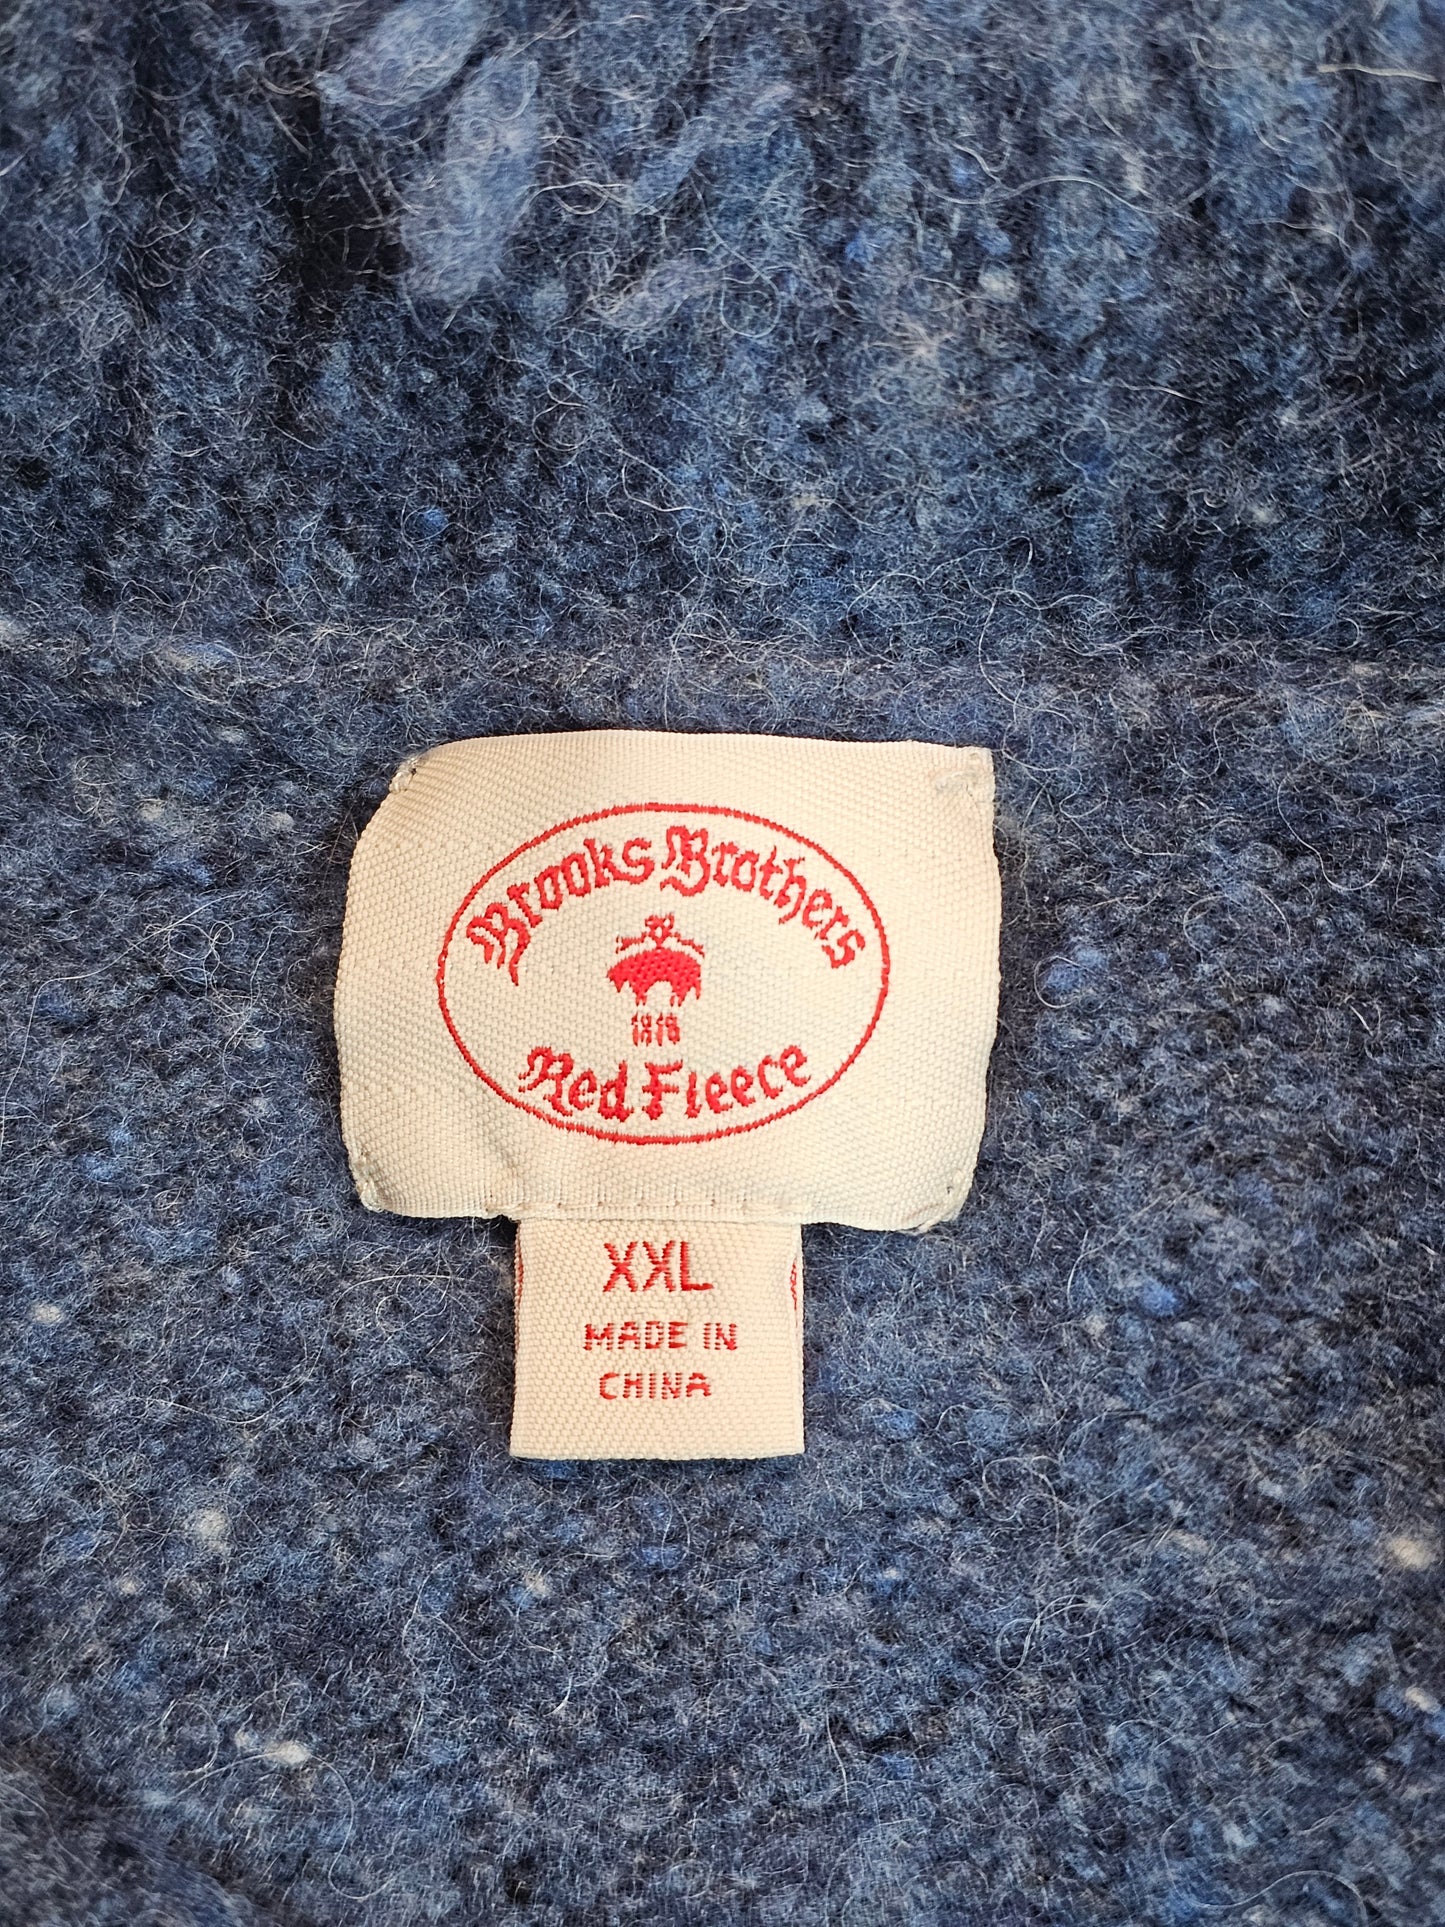 Brooks Brothers
1818
Red Fleece
XXL
MADE IN
CHINA